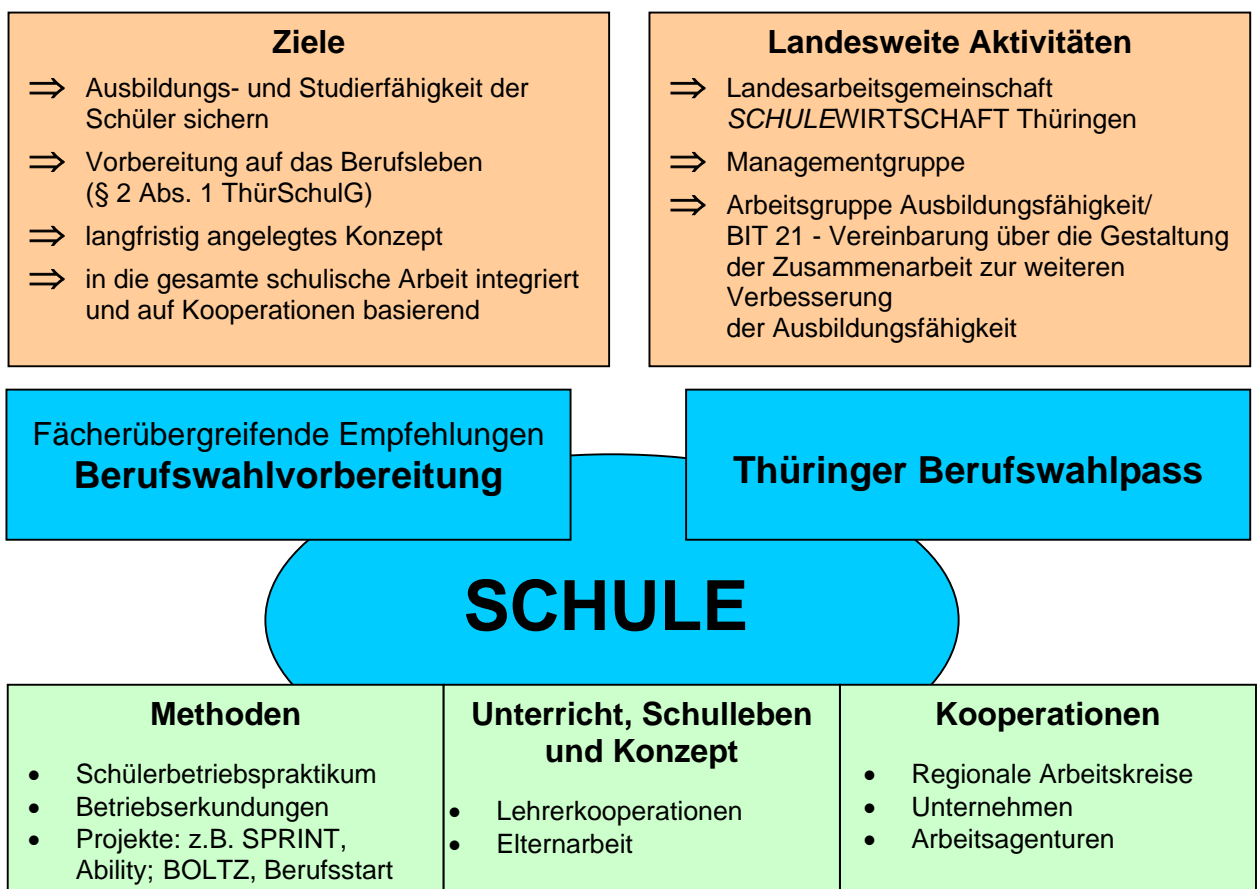 Ziele
⇒ Ausbildungs- und Studierfähigkeit der
Schüler sichern
⇒ Vorbereitung auf das Berufsleben
(§ 2 Abs. 1 ThürSchulG)
⇒ langfristig angelegtes Konzept
⇒ in die gesamte schulische Arbeit integriert
und auf Kooperationen basierend
Landesweite Aktivitäten
⇒ Landesarbeitsgemeinschaft
SCHULEWIRTSCHAFT Thüringen
⇒ Managementgruppe
⇒ Arbeitsgruppe Ausbildungsfähigkeit/
BIT 21 - Vereinbarung über die Gestaltung
der Zusammenarbeit zur weiteren
Verbesserung
der Ausbildungsfähigkeit
Fächerübergreifende Empfehlungen
Berufswahlvorbereitung
Thüringer Berufswahlpass
SCHULE
Methoden
• Schülerbetriebspraktikum
• Betriebserkundungen
• Projekte: z.B. SPRINT,
Ability; BOLTZ, Berufsstart
Unterricht, Schulleben
und Konzept
• Lehrerkooperationen
• Elternarbeit
Kooperationen
• Regionale Arbeitskreise
• Unternehmen
• Arbeitsagenturen